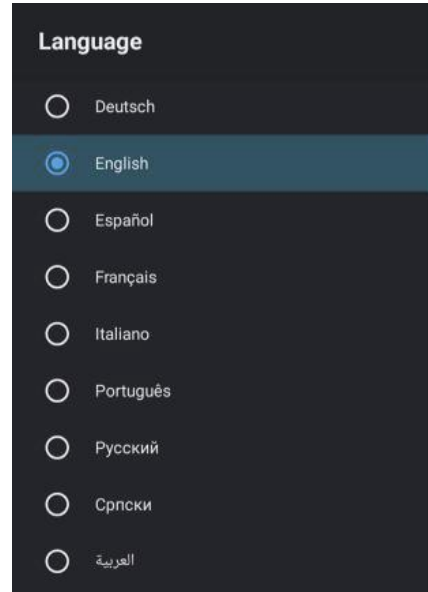 Language
Deutsch
English
Español
Français
Italiano
Português
Русский
Српски
العربية